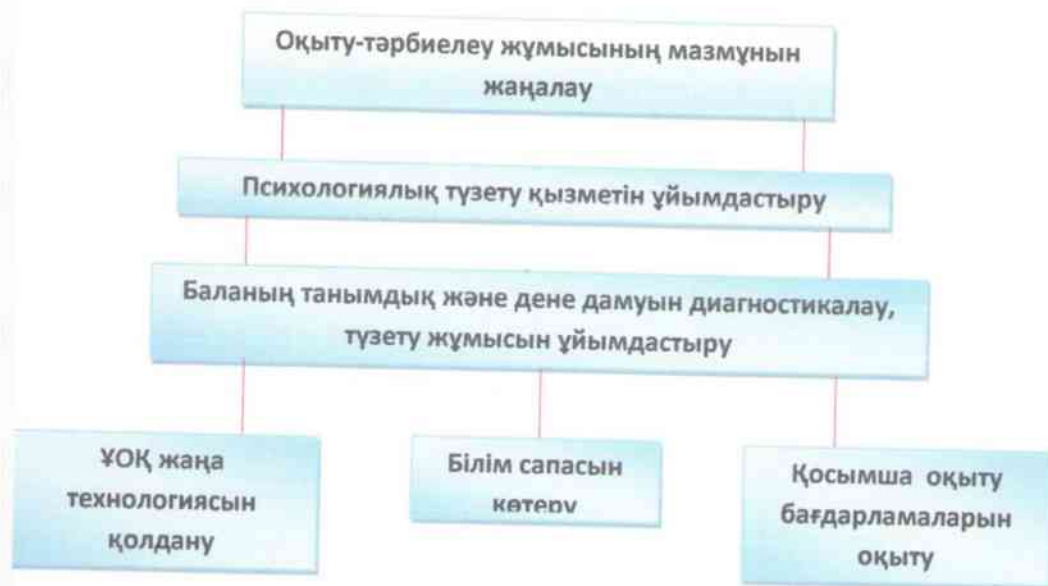 Оқыту-тәрбиелеу жұмысының мазмұнын
жаңалау
Психологиялық түзету қызметін ұйымдастыру
Баланың танымдық және дене дамуын диагностикалау,
түзету жұмысын ұйымдастыру
ҰОҚ жаңа
технологиясын
қолдану
Білім сапасын
көтеру
Қосымша оқыту
бағдарламаларын
оқыту